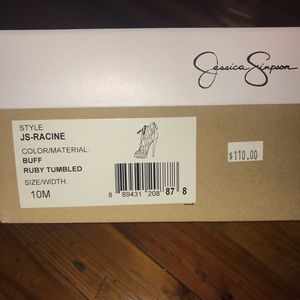 Jessica Simpson
STYLE:
JS-RACINE
COLOR/MATERIAL:
BUFF
RUBY TUMBLED
SIZE/WIDTH:
10M
8 89431 208 87 8
$110.00